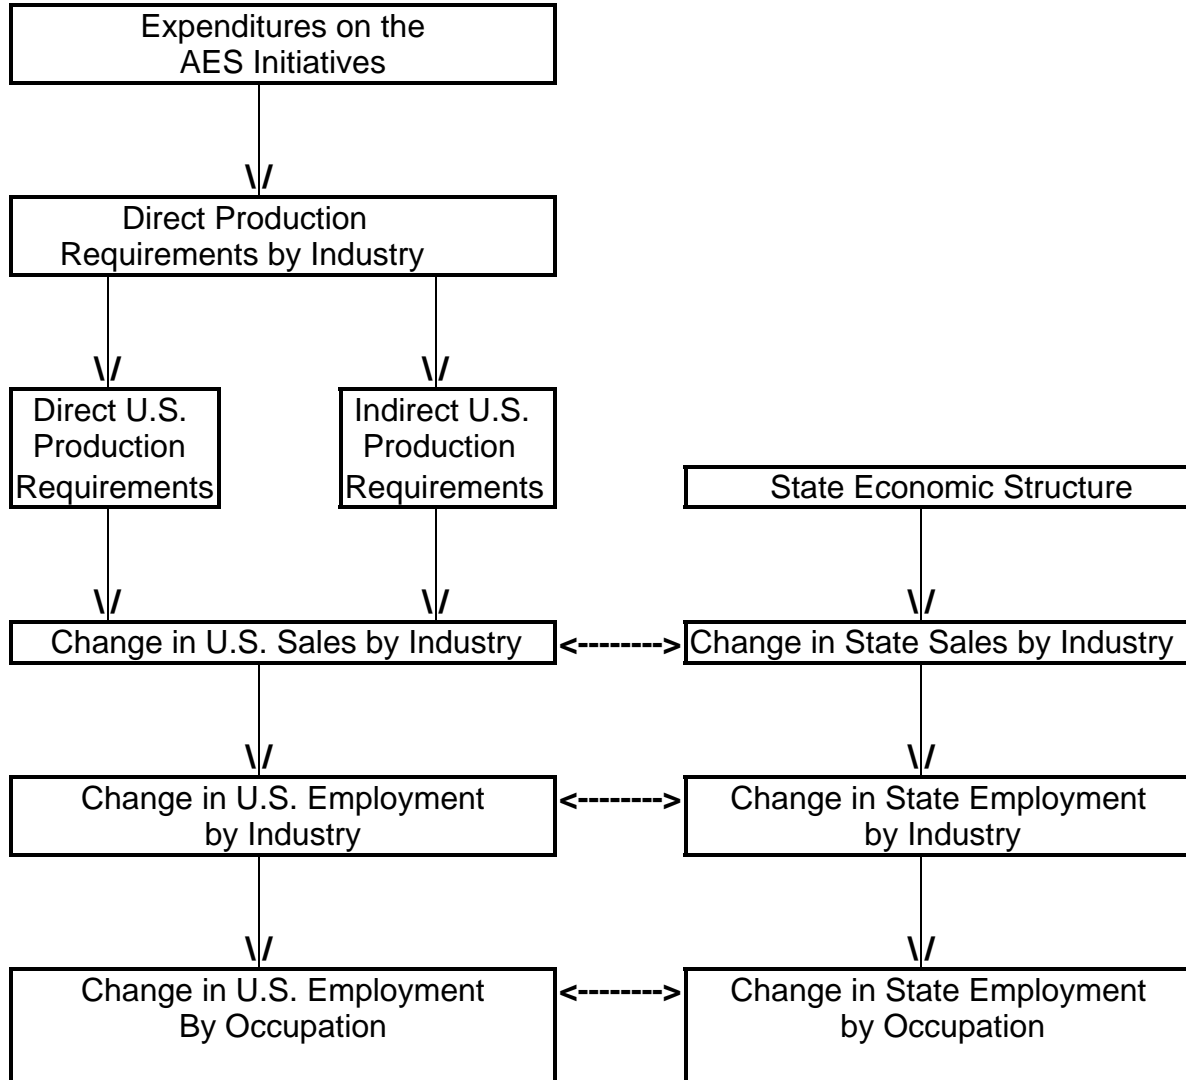 Expenditures on the
AES Initiatives
\/
Direct Production
Requirements by Industry
\/
\/
Direct U.S.
Production
Requirements
Indirect U.S.
Production
Requirements
State Economic Structure
\/
\/
\/
Change in U.S. Sales by Industry
<-------->
Change in State Sales by Industry
\/
\/
Change in U.S. Employment
by Industry
<-------->
Change in State Employment
by Industry
\/
\/
Change in U.S. Employment
By Occupation
<-------->
Change in State Employment
by Occupation